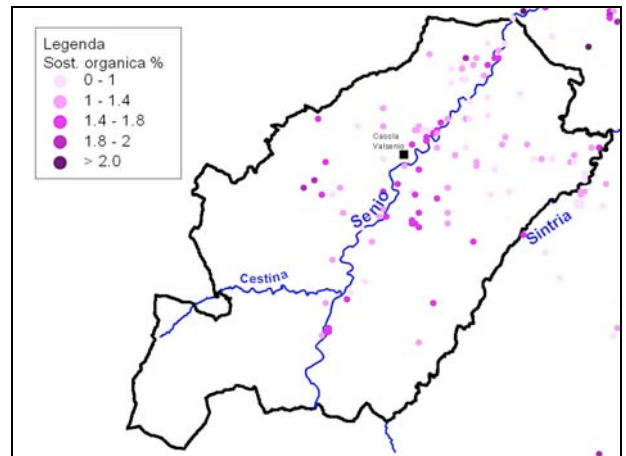 Legenda
Sost. organica %
0 - 1
1 - 1.4
1.4 - 1.8
1.8 - 2
> 2.0
Casola
Valsenio
Senio
Sintria
Cestina